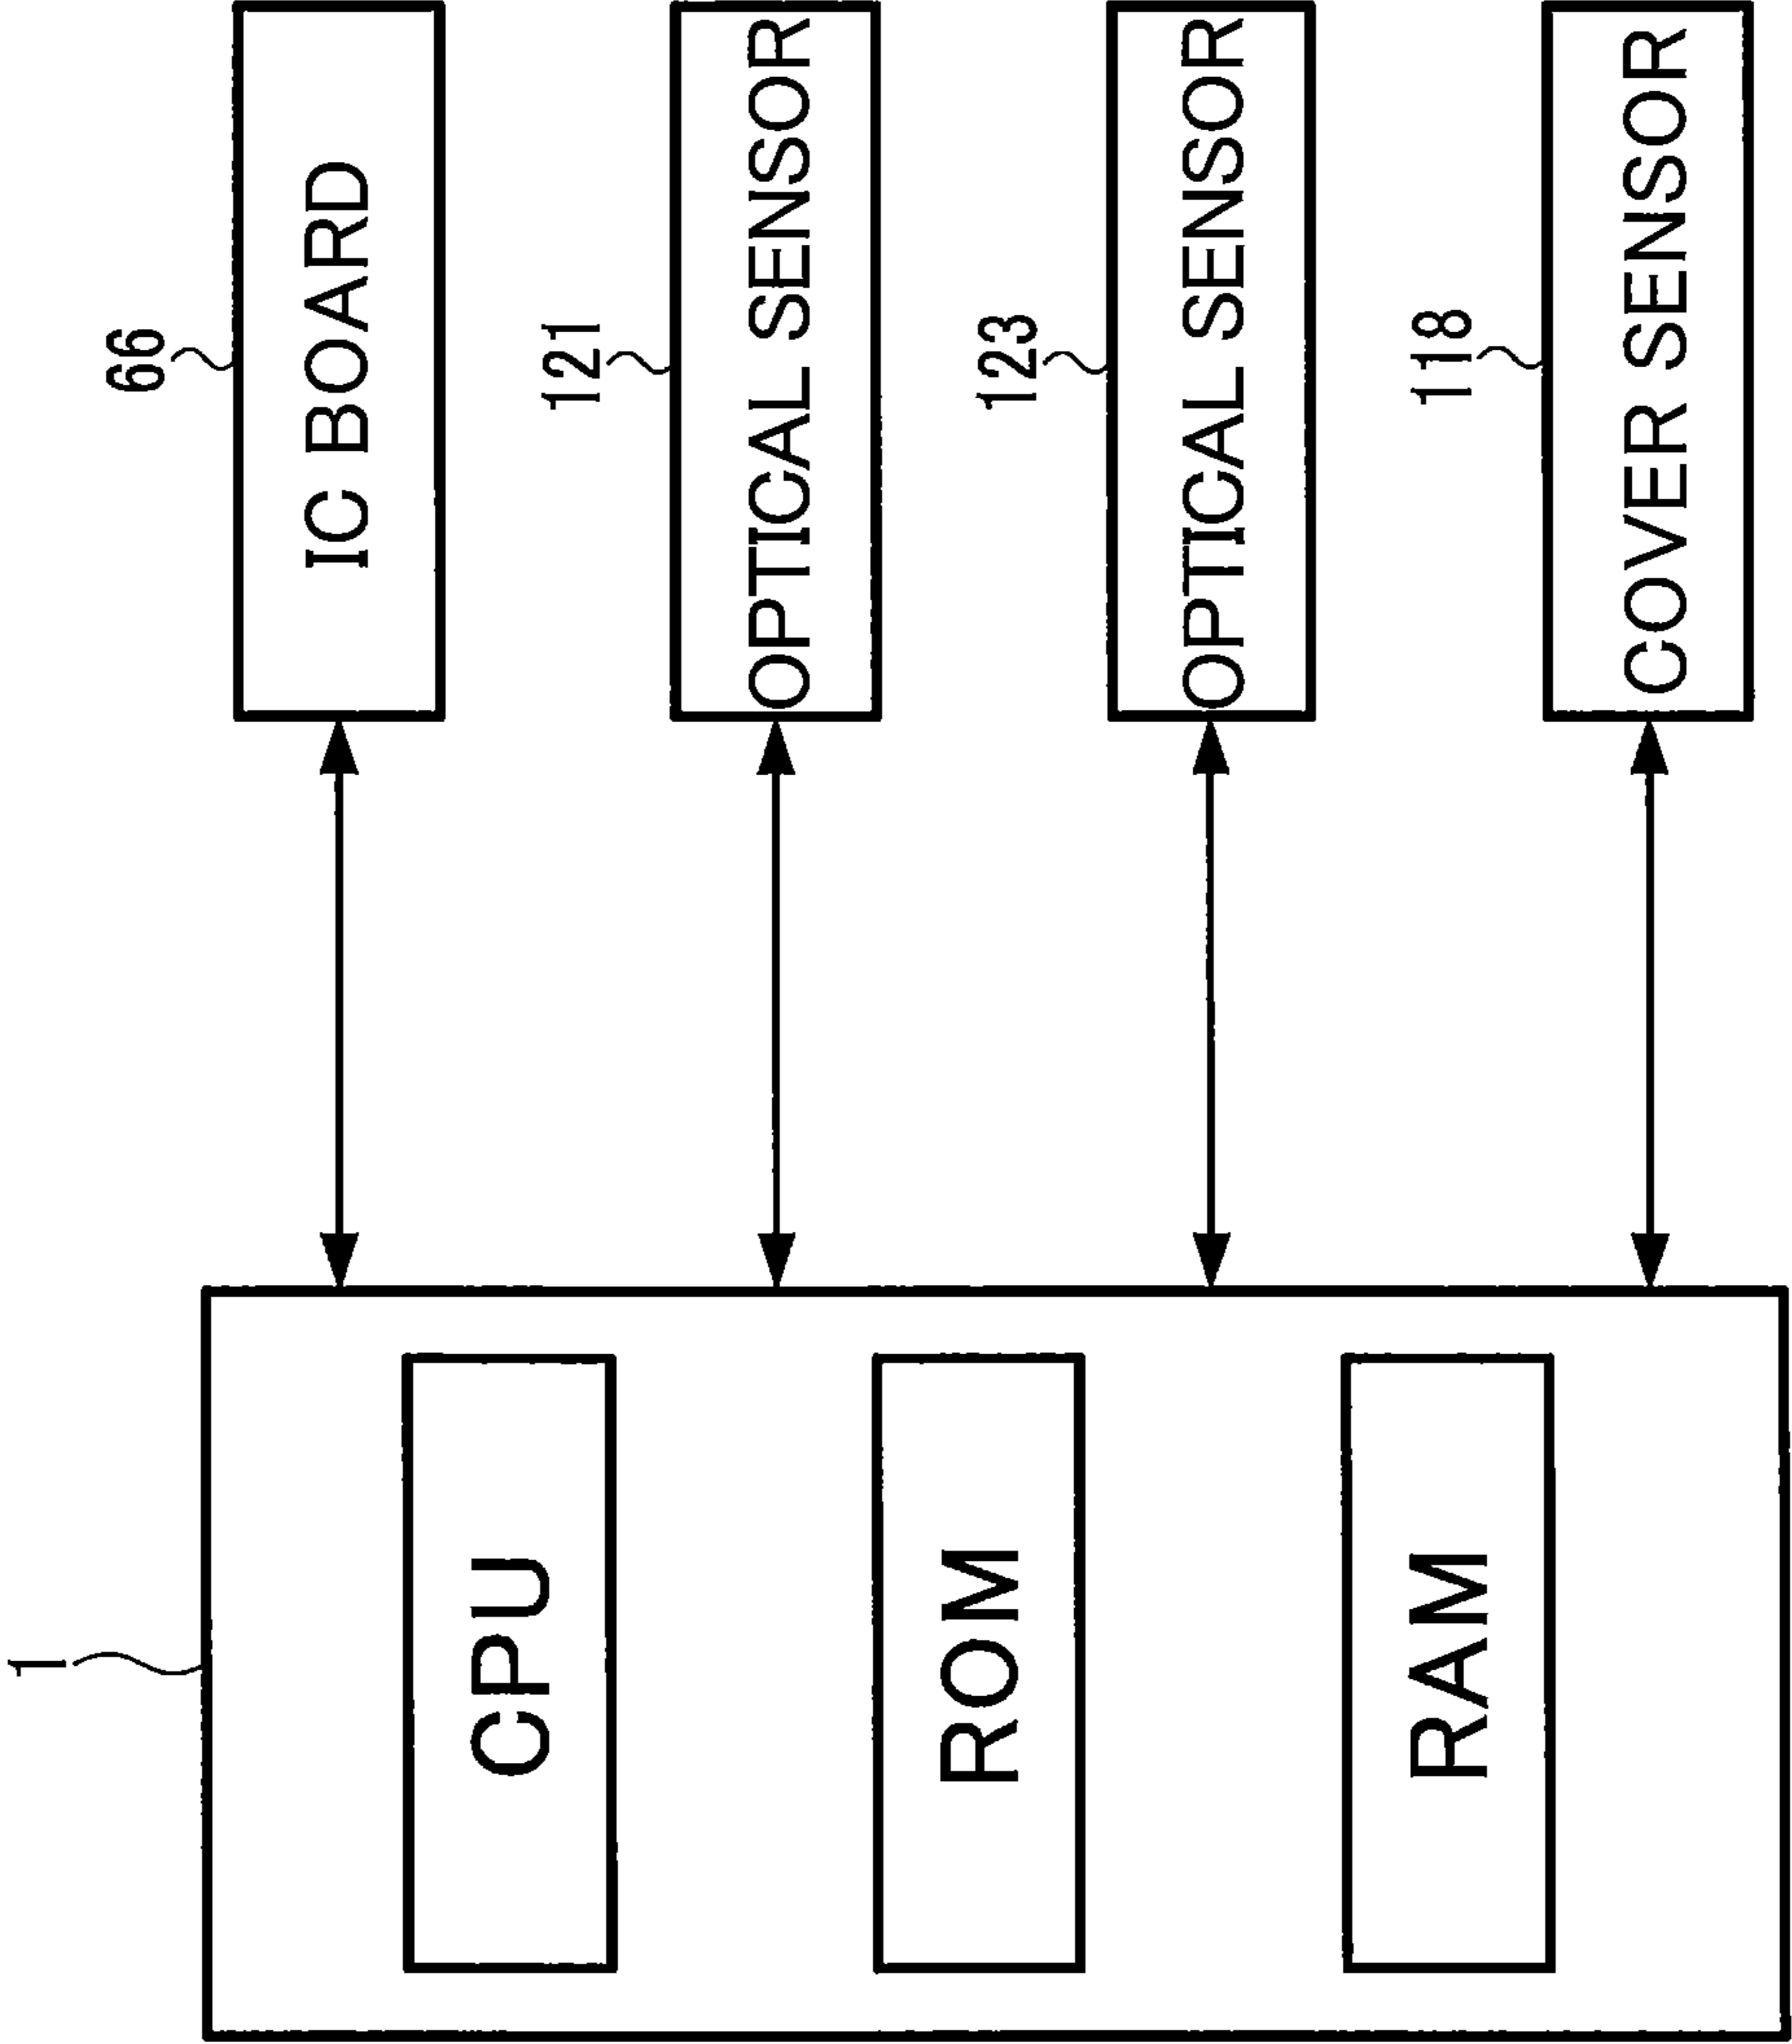 1
CPU
ROM
RAM
66
IC BOARD
121
OPTICAL SENSOR
123
OPTICAL SENSOR
118
COVER SENSOR